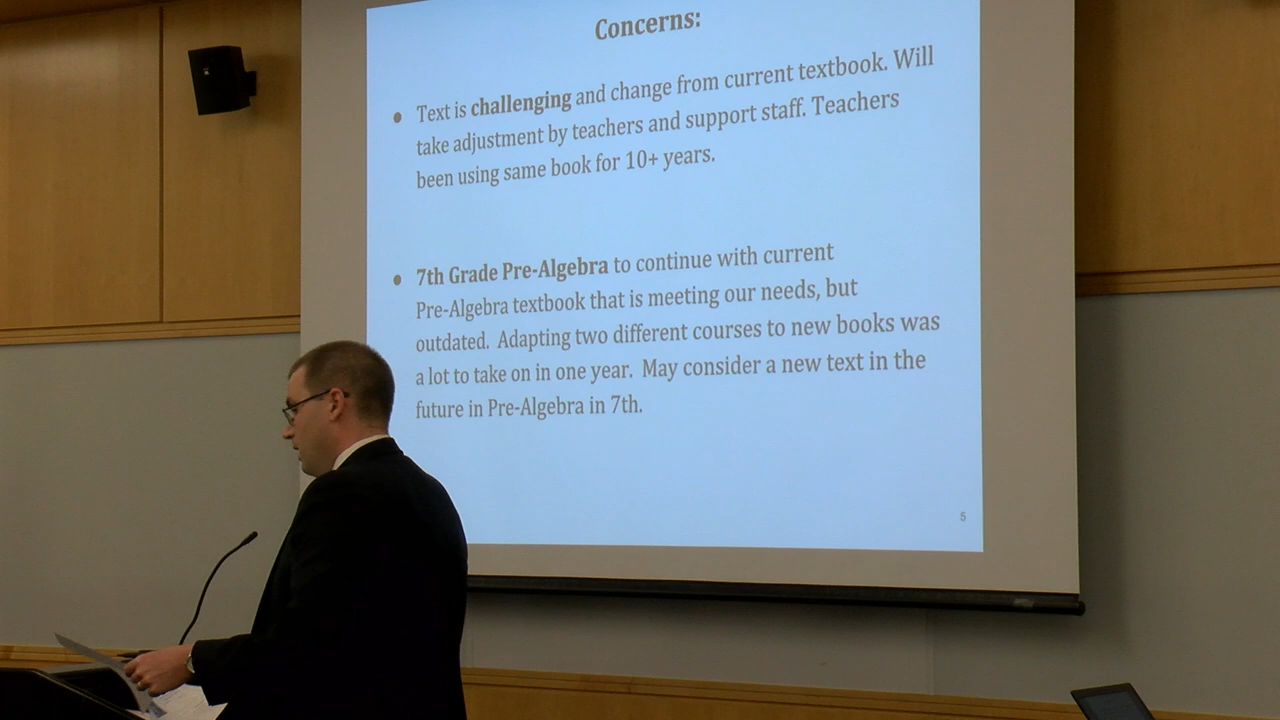 Concerns:
Text is challenging and change from current textbook. Will
take adjustment by teachers and support staff. Teachers
been using same book for 10+ years.
7th Grade Pre-Algebra to continue with current
Pre-Algebra textbook that is meeting our needs, but
outdated. Adapting two different courses to new books was
a lot to take on in one year. May consider a new text in the
future in Pre-Algebra in 7th.
5